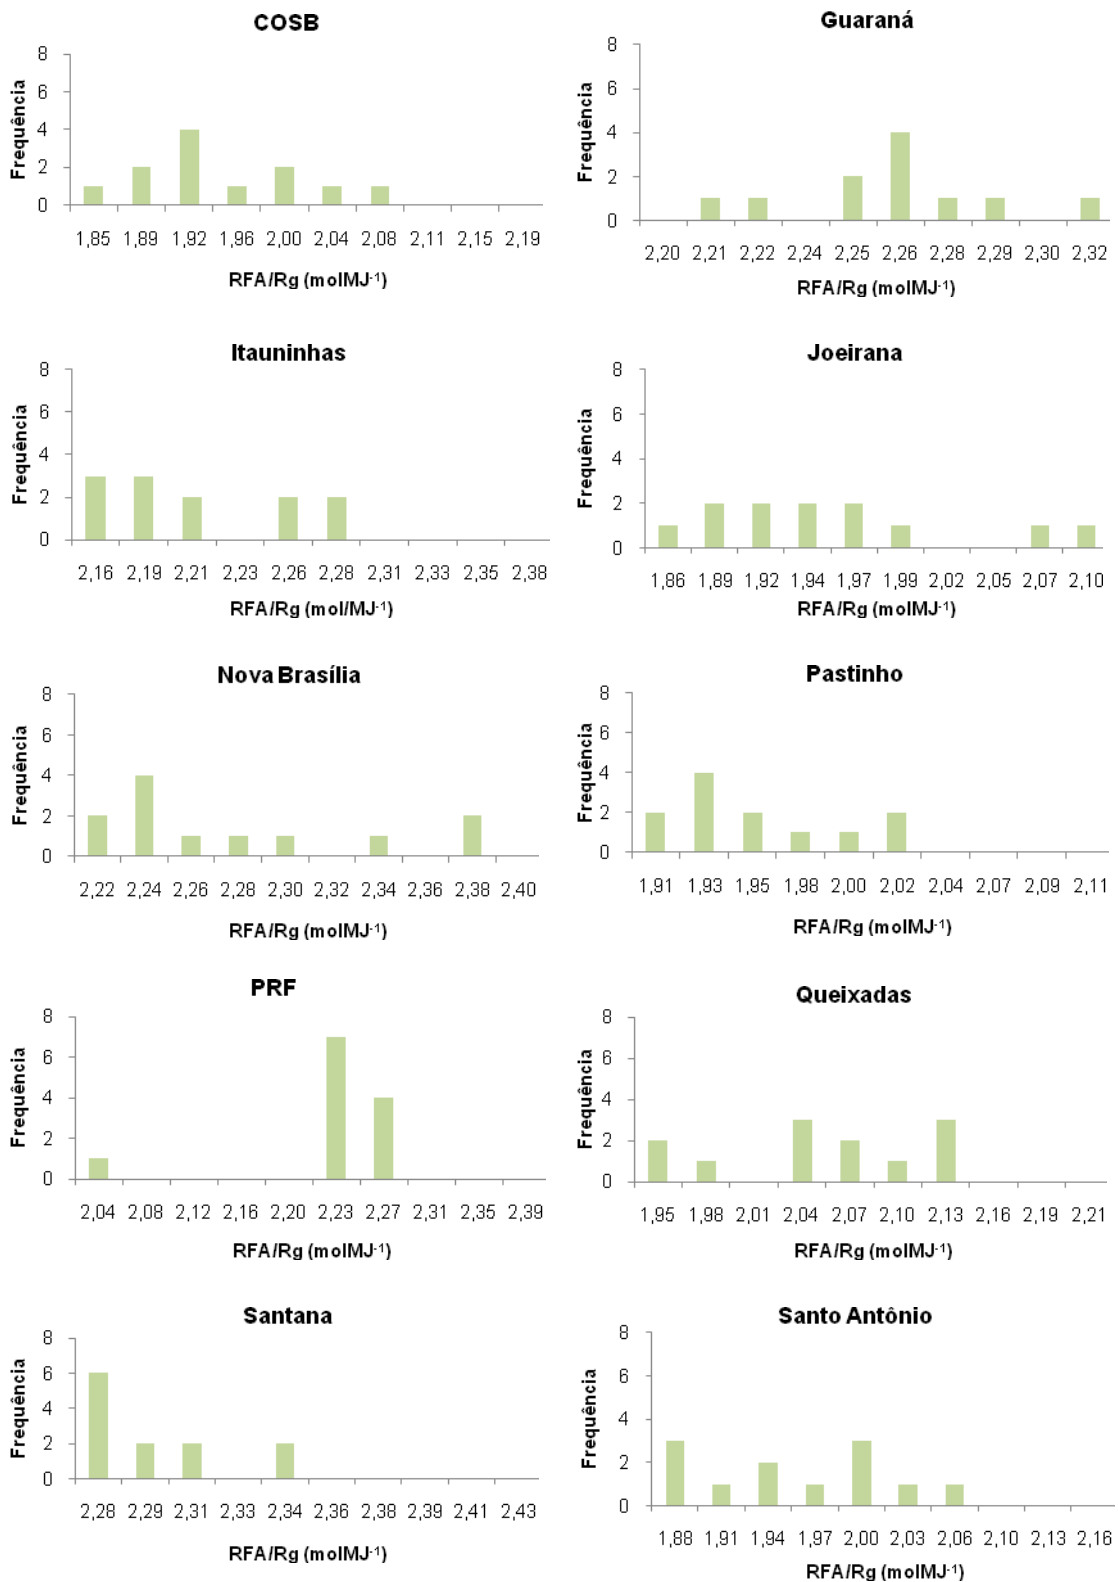 COSB
Frequência
8
6
4
2
0
1,85 1,89 1,92 1,96 2,00 2,04 2,08 2,11 2,15 2,19
RFA/Rg (molMJ⁻¹)
Guaraná
Frequência
8
6
4
2
0
2,20 2,21 2,22 2,24 2,25 2,26 2,28 2,29 2,30 2,32
RFA/Rg (molMJ⁻¹)
Itauninhas
Frequência
8
6
4
2
0
2,16 2,19 2,21 2,23 2,26 2,28 2,31 2,33 2,35 2,38
RFA/Rg (mol/MJ⁻¹)
Joeirana
Frequência
8
6
4
2
0
1,86 1,89 1,92 1,94 1,97 1,99 2,02 2,05 2,07 2,10
RFA/Rg (molMJ⁻¹)
Nova Brasília
Frequência
8
6
4
2
0
2,22 2,24 2,26 2,28 2,30 2,32 2,34 2,36 2,38 2,40
RFA/Rg (molMJ⁻¹)
Pastinho
Frequência
8
6
4
2
0
1,91 1,93 1,95 1,98 2,00 2,02 2,04 2,07 2,09 2,11
RFA/Rg (molMJ⁻¹)
PRF
Frequência
8
6
4
2
0
2,04 2,08 2,12 2,16 2,20 2,23 2,27 2,31 2,35 2,39
RFA/Rg (molMJ⁻¹)
Queixadas
Frequência
8
6
4
2
0
1,95 1,98 2,01 2,04 2,07 2,10 2,13 2,16 2,19 2,21
RFA/Rg (molMJ⁻¹)
Santana
Frequência
8
6
4
2
0
2,28 2,29 2,31 2,33 2,34 2,36 2,38 2,39 2,41 2,43
RFA/Rg (molMJ⁻¹)
Santo Antônio
Frequência
8
6
4
2
0
1,88 1,91 1,94 1,97 2,00 2,03 2,06 2,10 2,13 2,16
RFA/Rg (molMJ⁻¹)